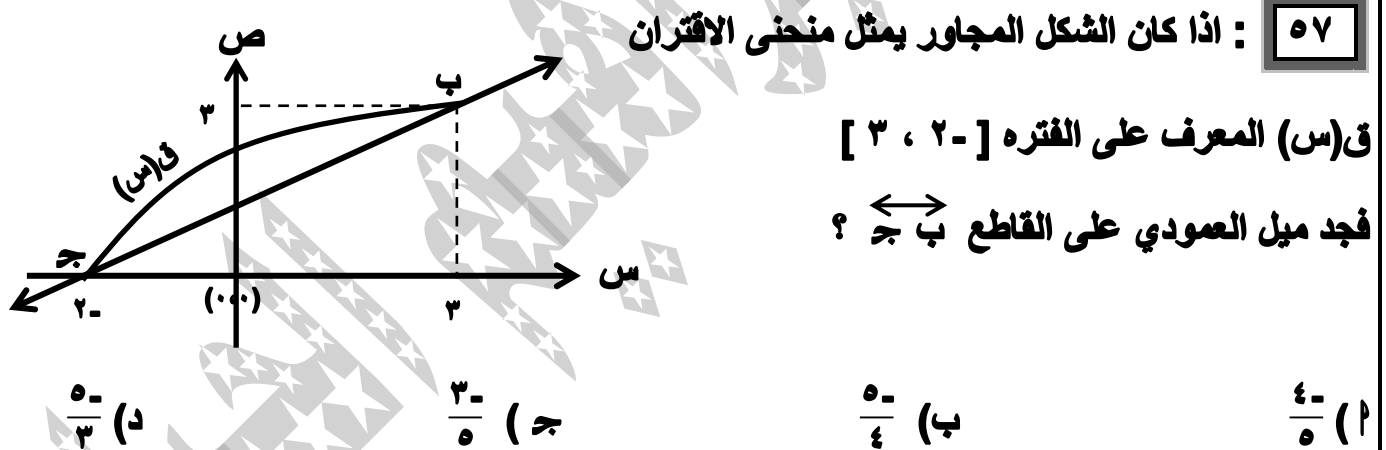 ٥٧ : اذا كان الشكل المجاور يمثل منحنى الاقتران
ق(س) المعرف على الفتره [ -٢ ، ٣ ]
فجد ميل العمودي على القاطع ب جـ ؟
ص
ب
٣
ق(س)
جـ
س
-٢
(٠،٠)
٣
أ ) -٤/٥
ب) -٥/٤
جـ ) -٣/٥
د) -٥/٣